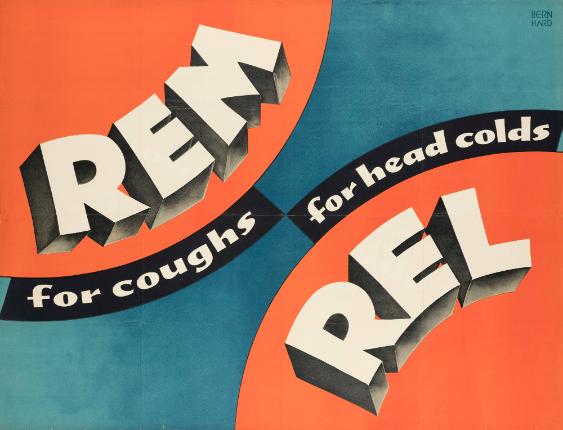 BERN
HARD
REM
for coughs
for head colds
REL